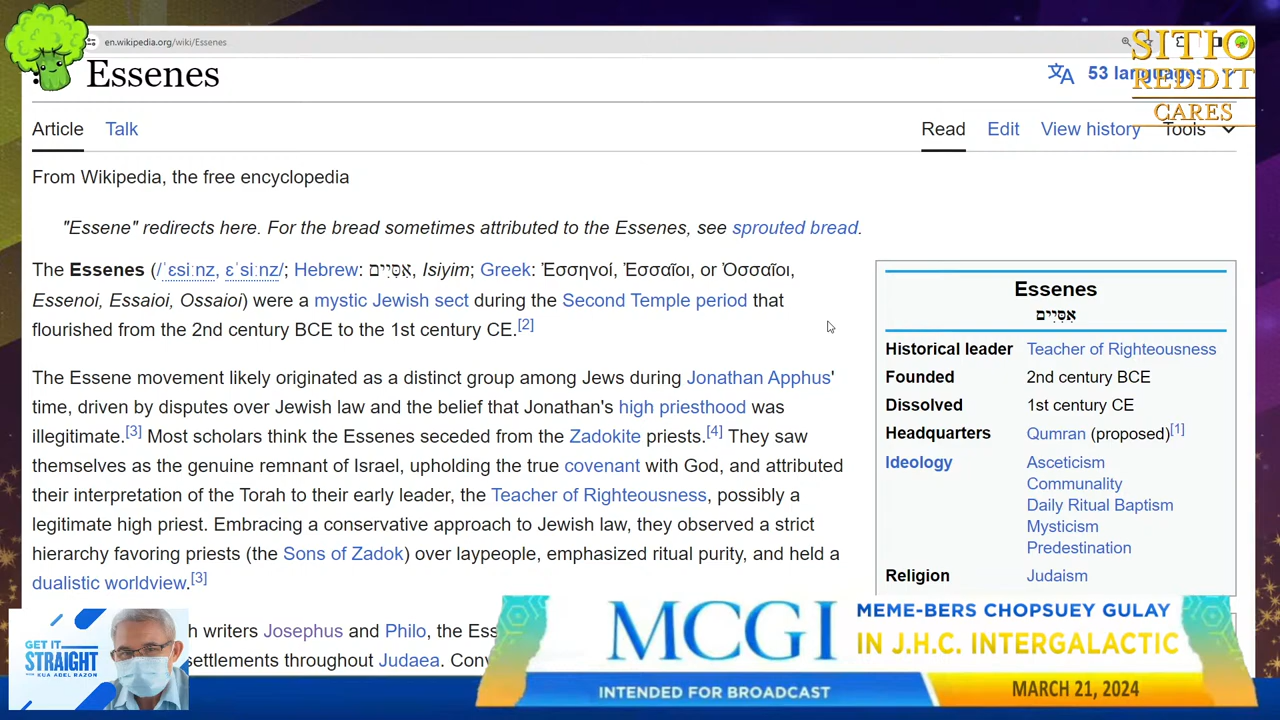 en.wikipedia.org/wiki/Essenes
SITIO
REDDIT
CARES
Essenes
53 languages
Article Talk
Read Edit View history Tools
From Wikipedia, the free encyclopedia
"Essene" redirects here. For the bread sometimes attributed to the Essenes, see sprouted bread.
The Essenes (/ˈɛsiːnz, ɛˈsiːnz/; Hebrew: אִסִּיִים, Isiyim; Greek: Ἐσσηνοί, Ἐσσαῖοι, or Ὀσσαῖοι,
Essenoi, Essaioi, Ossaioi) were a mystic Jewish sect during the Second Temple period that
flourished from the 2nd century BCE to the 1st century CE.[2]
The Essene movement likely originated as a distinct group among Jews during Jonathan Apphus'
time, driven by disputes over Jewish law and the belief that Jonathan's high priesthood was
illegitimate.[3] Most scholars think the Essenes seceded from the Zadokite priests.[4] They saw
themselves as the genuine remnant of Israel, upholding the true covenant with God, and attributed
their interpretation of the Torah to their early leader, the Teacher of Righteousness, possibly a
legitimate high priest. Embracing a conservative approach to Jewish law, they observed a strict
hierarchy favoring priests (the Sons of Zadok) over laypeople, emphasized ritual purity, and held a
dualistic worldview.[3]
h writers Josephus and Philo, the Ess
settlements throughout Judaea. Conv
Essenes
אִסִּיִים
Historical leader Teacher of Righteousness
Founded 2nd century BCE
Dissolved 1st century CE
Headquarters Qumran (proposed)[1]
Ideology Asceticism
Communality
Daily Ritual Baptism
Mysticism
Predestination
Religion Judaism
GET IT
STRAIGHT
WITH KUA ADEL RAZON
MCGI
MEME-BERS CHOPSUEY GULAY
IN J.H.C. INTERGALACTIC
INTENDED FOR BROADCAST
MARCH 21, 2024